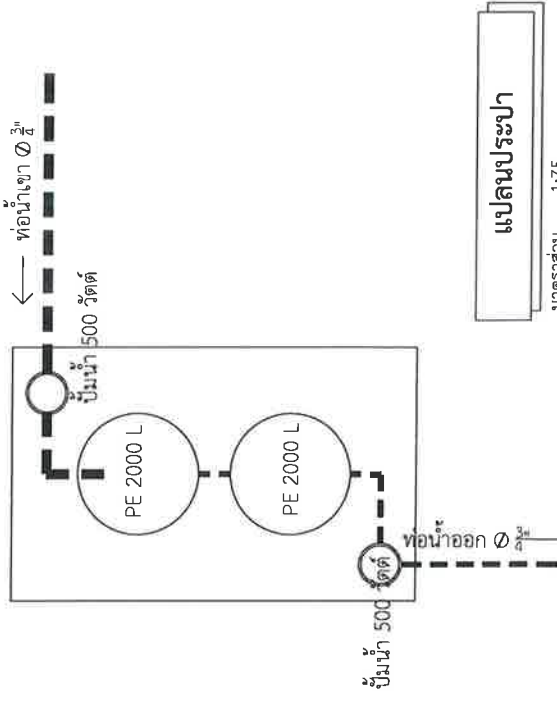 ← ท่อน้ำเขา Ø 3/4"
ปั้มน้ำ 500 วัตต์
PE 2000 L
PE 2000 L
ปั้มน้ำ 500 วัตต์
ท่อน้ำออก Ø 3/4"
แปลนประปา
มาตราส่วน 1:75